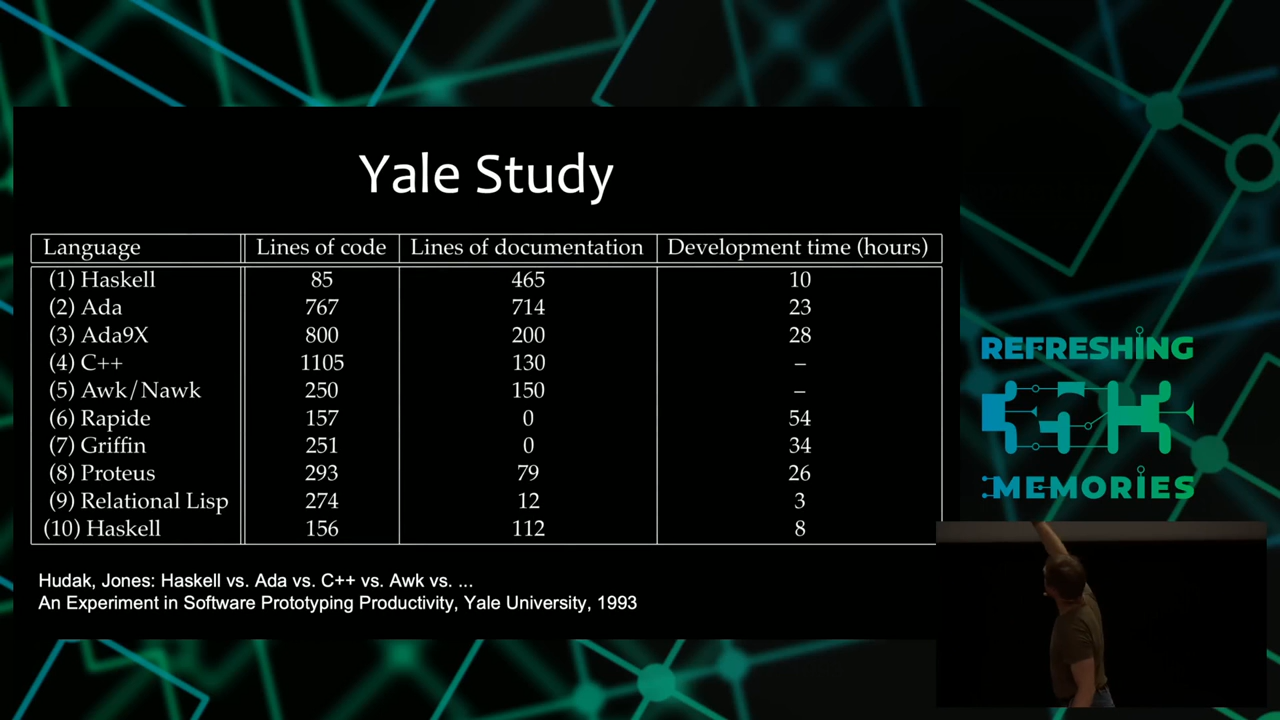 Yale Study
Language Lines of code Lines of documentation Development time (hours)
(1) Haskell 85 465 10
(2) Ada 767 714 23
(3) Ada9X 800 200 28
(4) C++ 1105 130 –
(5) Awk/Nawk 250 150 –
(6) Rapide 157 0 54
(7) Griffin 251 0 34
(8) Proteus 293 79 26
(9) Relational Lisp 274 12 3
(10) Haskell 156 112 8
Hudak, Jones: Haskell vs. Ada vs. C++ vs. Awk vs. ...
An Experiment in Software Prototyping Productivity, Yale University, 1993
REFRESHING
MEMORIES